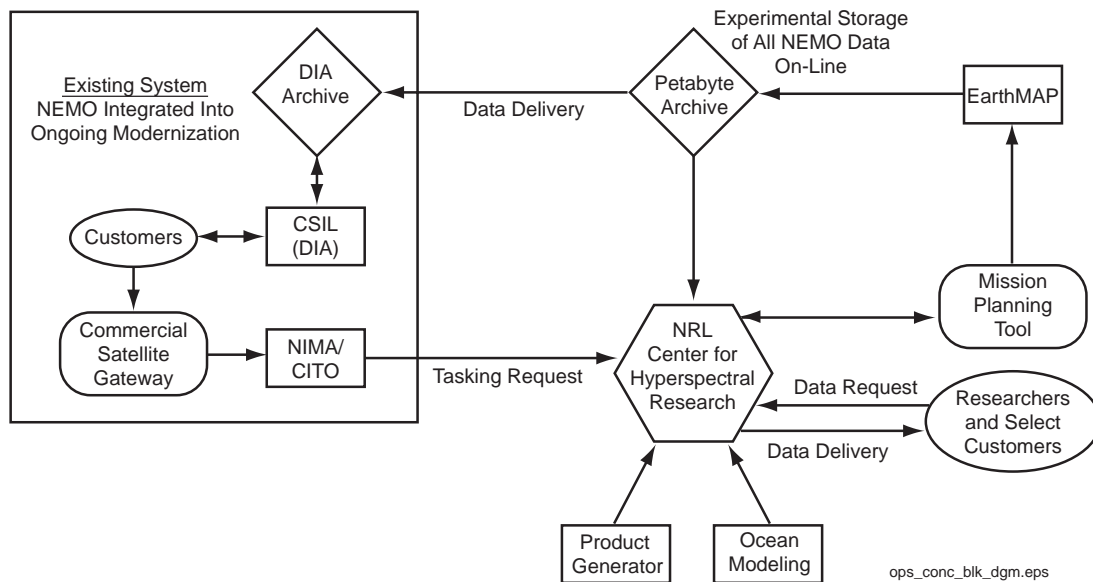 Existing System
NEMO Integrated Into
Ongoing Modernization
DIA
Archive
Data Delivery
Experimental Storage
of All NEMO Data
On-Line
Petabyte
Archive
EarthMAP
Customers
CSIL
(DIA)
Commercial
Satellite
Gateway
NIMA/
CITO
Tasking Request
NRL
Center for
Hyperspectral
Research
Mission
Planning
Tool
Data Request
Researchers
and Select
Customers
Data Delivery
Product
Generator
Ocean
Modeling
ops_conc_blk_dgm.eps